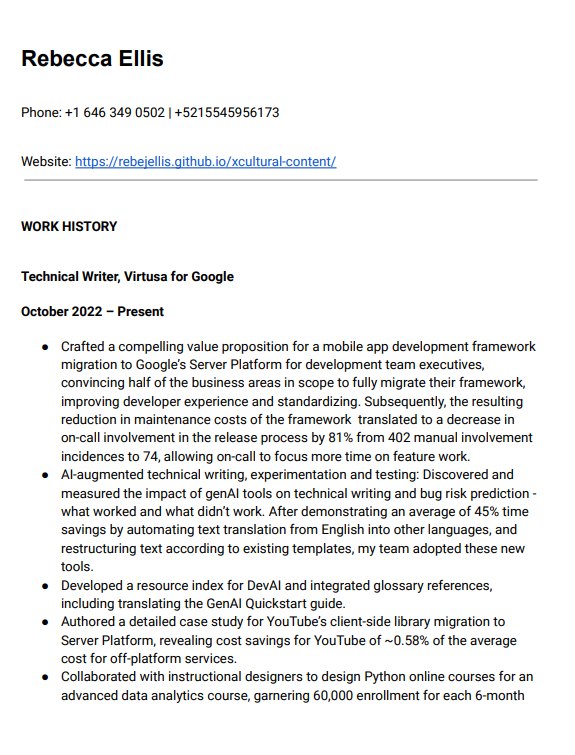 Rebecca Ellis
Phone: +1 646 349 0502 | +5215545956173
Website: https://rebejellis.github.io/xcultural-content/
WORK HISTORY
Technical Writer, Virtusa for Google
October 2022 – Present
● Crafted a compelling value proposition for a mobile app development framework
migration to Google's Server Platform for development team executives,
convincing half of the business areas in scope to fully migrate their framework,
improving developer experience and standardizing. Subsequently, the resulting
reduction in maintenance costs of the framework  translated to a decrease in
on-call involvement in the release process by 81% from 402 manual involvement
incidences to 74, allowing on-call to focus more time on feature work.
● AI-augmented technical writing, experimentation and testing: Discovered and
measured the impact of genAI tools on technical writing and bug risk prediction -
what worked and what didn't work. After demonstrating an average of 45% time
savings by automating text translation from English into other languages, and
restructuring text according to existing templates, my team adopted these new
tools.
● Developed a resource index for DevAI and integrated glossary references,
including translating the GenAI Quickstart guide.
● Authored a detailed case study for YouTube's client-side library migration to
Server Platform, revealing cost savings for YouTube of ~0.58% of the average
cost for off-platform services.
● Collaborated with instructional designers to design Python online courses for an
advanced data analytics course, garnering 60,000 enrollment for each 6-month